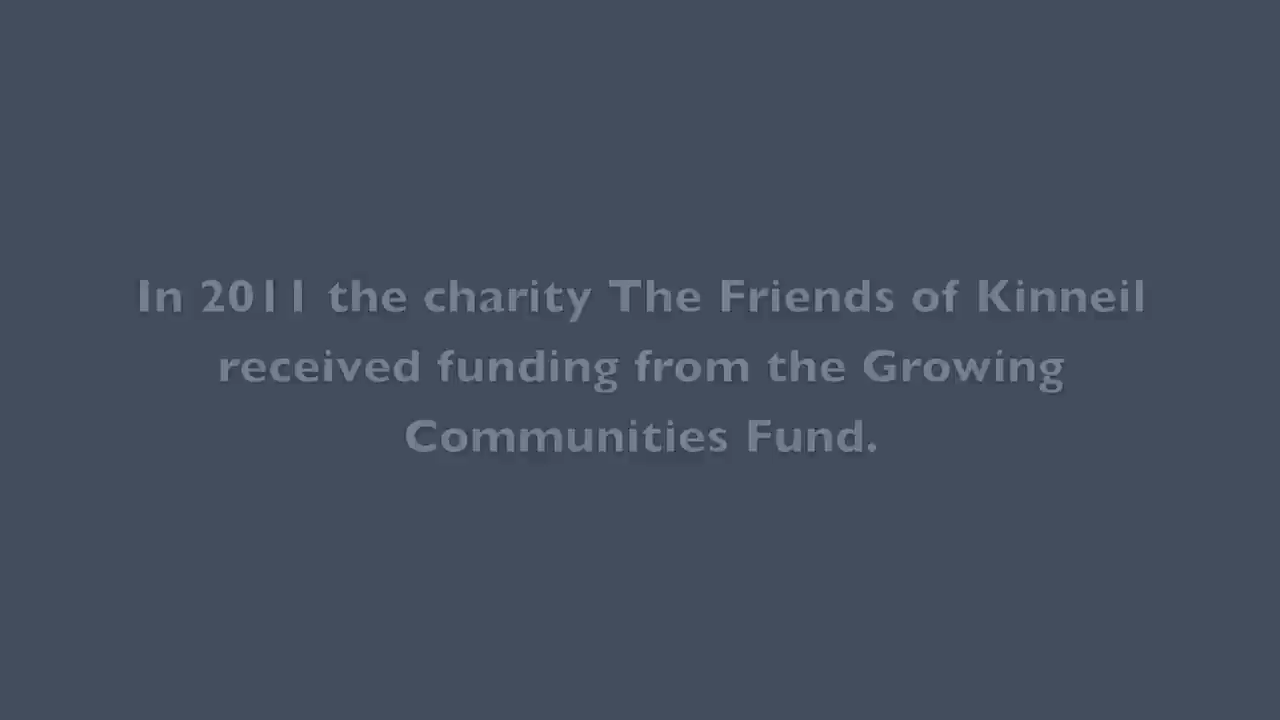 In 2011 the charity The Friends of Kinneil
received funding from the Growing
Communities Fund.